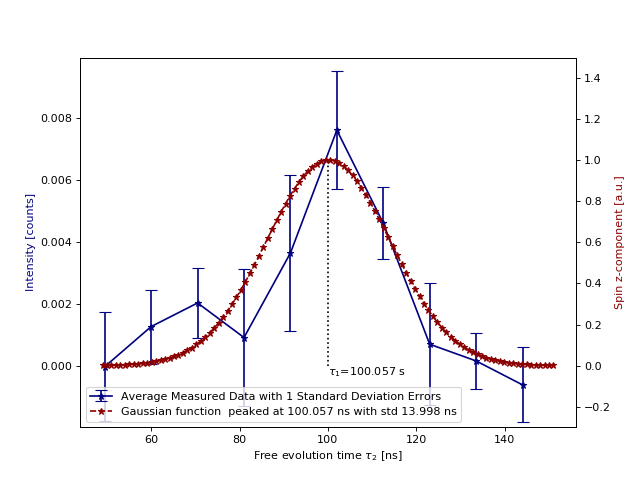 0.008
0.006
0.004
0.002
0.000
Intensity [counts]
1.4
1.2
1.0
0.8
0.6
0.4
0.2
0.0
−0.2
Spin z-component [a.u.]
τ1=100.057 s
Average Measured Data with 1 Standard Deviation Errors
Gaussian function peaked at 100.057 ns with std 13.998 ns
60 80 100 120 140
Free evolution time τ2 [ns]